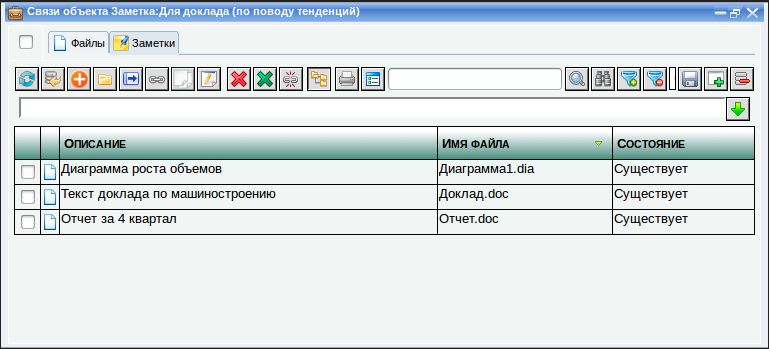 Связи объекта Заметка:Для доклада (по поводу тенденций)
Файлы Заметки
Описание Имя файла Состояние
Диаграмма роста объемов Диаграмма1.dia Существует
Текст доклада по машиностроению Доклад.doc Существует
Отчет за 4 квартал Отчет.doc Существует